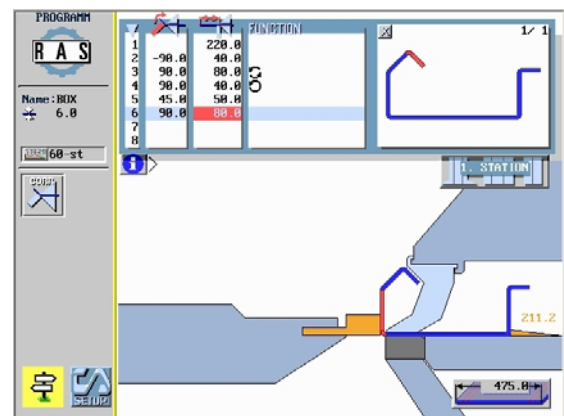 PROGRAMM
RAS
Name:BOX
6.0
60-st
CORR
SETUP
FUNCTION
1 220.0
2 -90.0 40.0
3 90.0 80.0
4 90.0 40.0
5 45.0 50.0
6 90.0 80.0
7
8
1/ 1
1. STATION
211.2
475.0